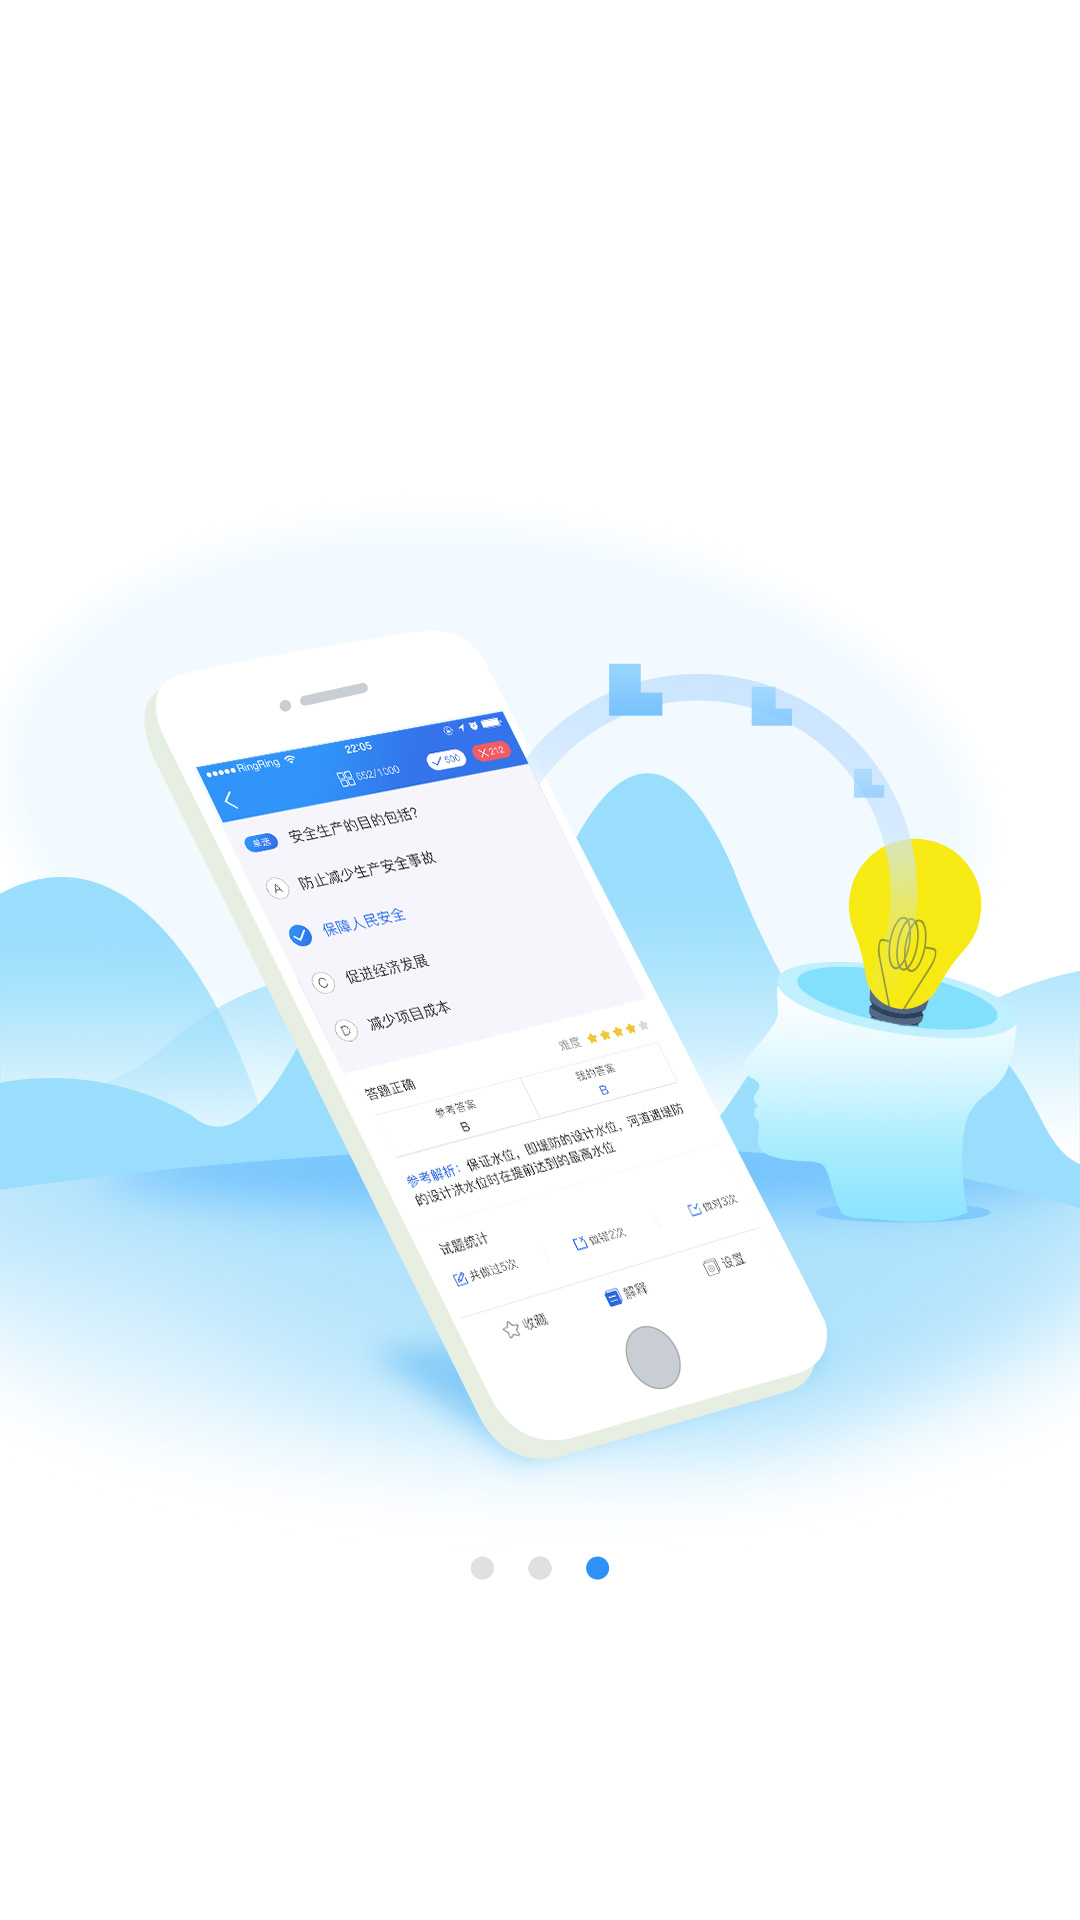 RingRing 22:05
652/1000 500 212
单选 安全生产的目的包括?
A 防止减少生产安全事故
保障人民安全
C 促进经济发展
D 减少项目成本
难度
答题正确
参考答案 我的答案
B B
参考解析：保证水位，即堤防的设计水位，河道遇堤防
的设计洪水位时在提前达到的最高水位
试题统计
共做过5次 做错2次 做对3次
收藏 解释 设置